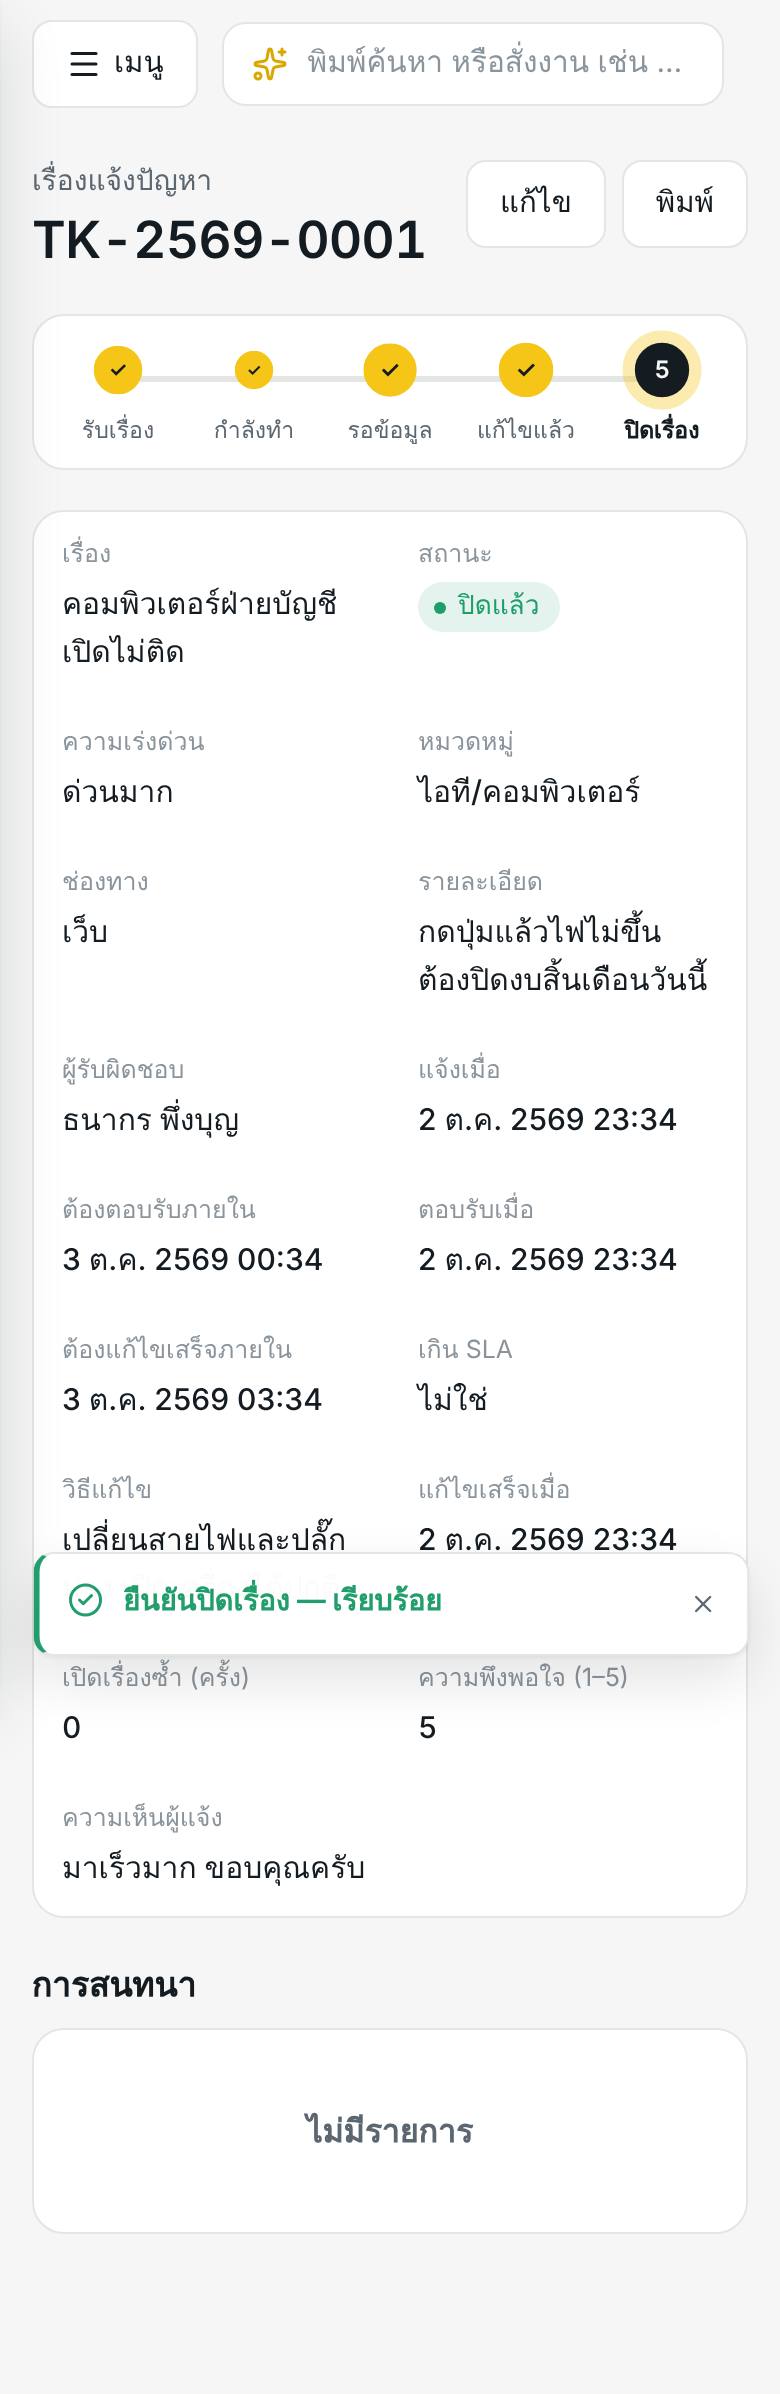 เมนู
พิมพ์ค้นหา หรือสั่งงาน เช่น ...
เรื่องแจ้งปัญหา
TK-2569-0001
แก้ไข
พิมพ์
5
รับเรื่อง
กำลังทำ
รอข้อมูล
แก้ไขแล้ว
ปิดเรื่อง
เรื่อง
สถานะ
คอมพิวเตอร์ฝ่ายบัญชี
เปิดไม่ติด
ปิดแล้ว
ความเร่งด่วน
หมวดหมู่
ด่วนมาก
ไอที/คอมพิวเตอร์
ช่องทาง
รายละเอียด
เว็บ
กดปุ่มแล้วไฟไม่ขึ้น
ต้องปิดงบสิ้นเดือนวันนี้
ผู้รับผิดชอบ
แจ้งเมื่อ
ธนากร พึ่งบุญ
2 ต.ค. 2569 23:34
ต้องตอบรับภายใน
ตอบรับเมื่อ
3 ต.ค. 2569 00:34
2 ต.ค. 2569 23:34
ต้องแก้ไขเสร็จภายใน
เกิน SLA
3 ต.ค. 2569 03:34
ไม่ใช่
วิธีแก้ไข
แก้ไขเสร็จเมื่อ
เปลี่ยนสายไฟและปลั๊ก
2 ต.ค. 2569 23:34
ยืนยันปิดเรื่อง — เรียบร้อย
เปิดเรื่องซ้ำ (ครั้ง)
ความพึงพอใจ (1–5)
0
5
ความเห็นผู้แจ้ง
มาเร็วมาก ขอบคุณครับ
การสนทนา
ไม่มีรายการ